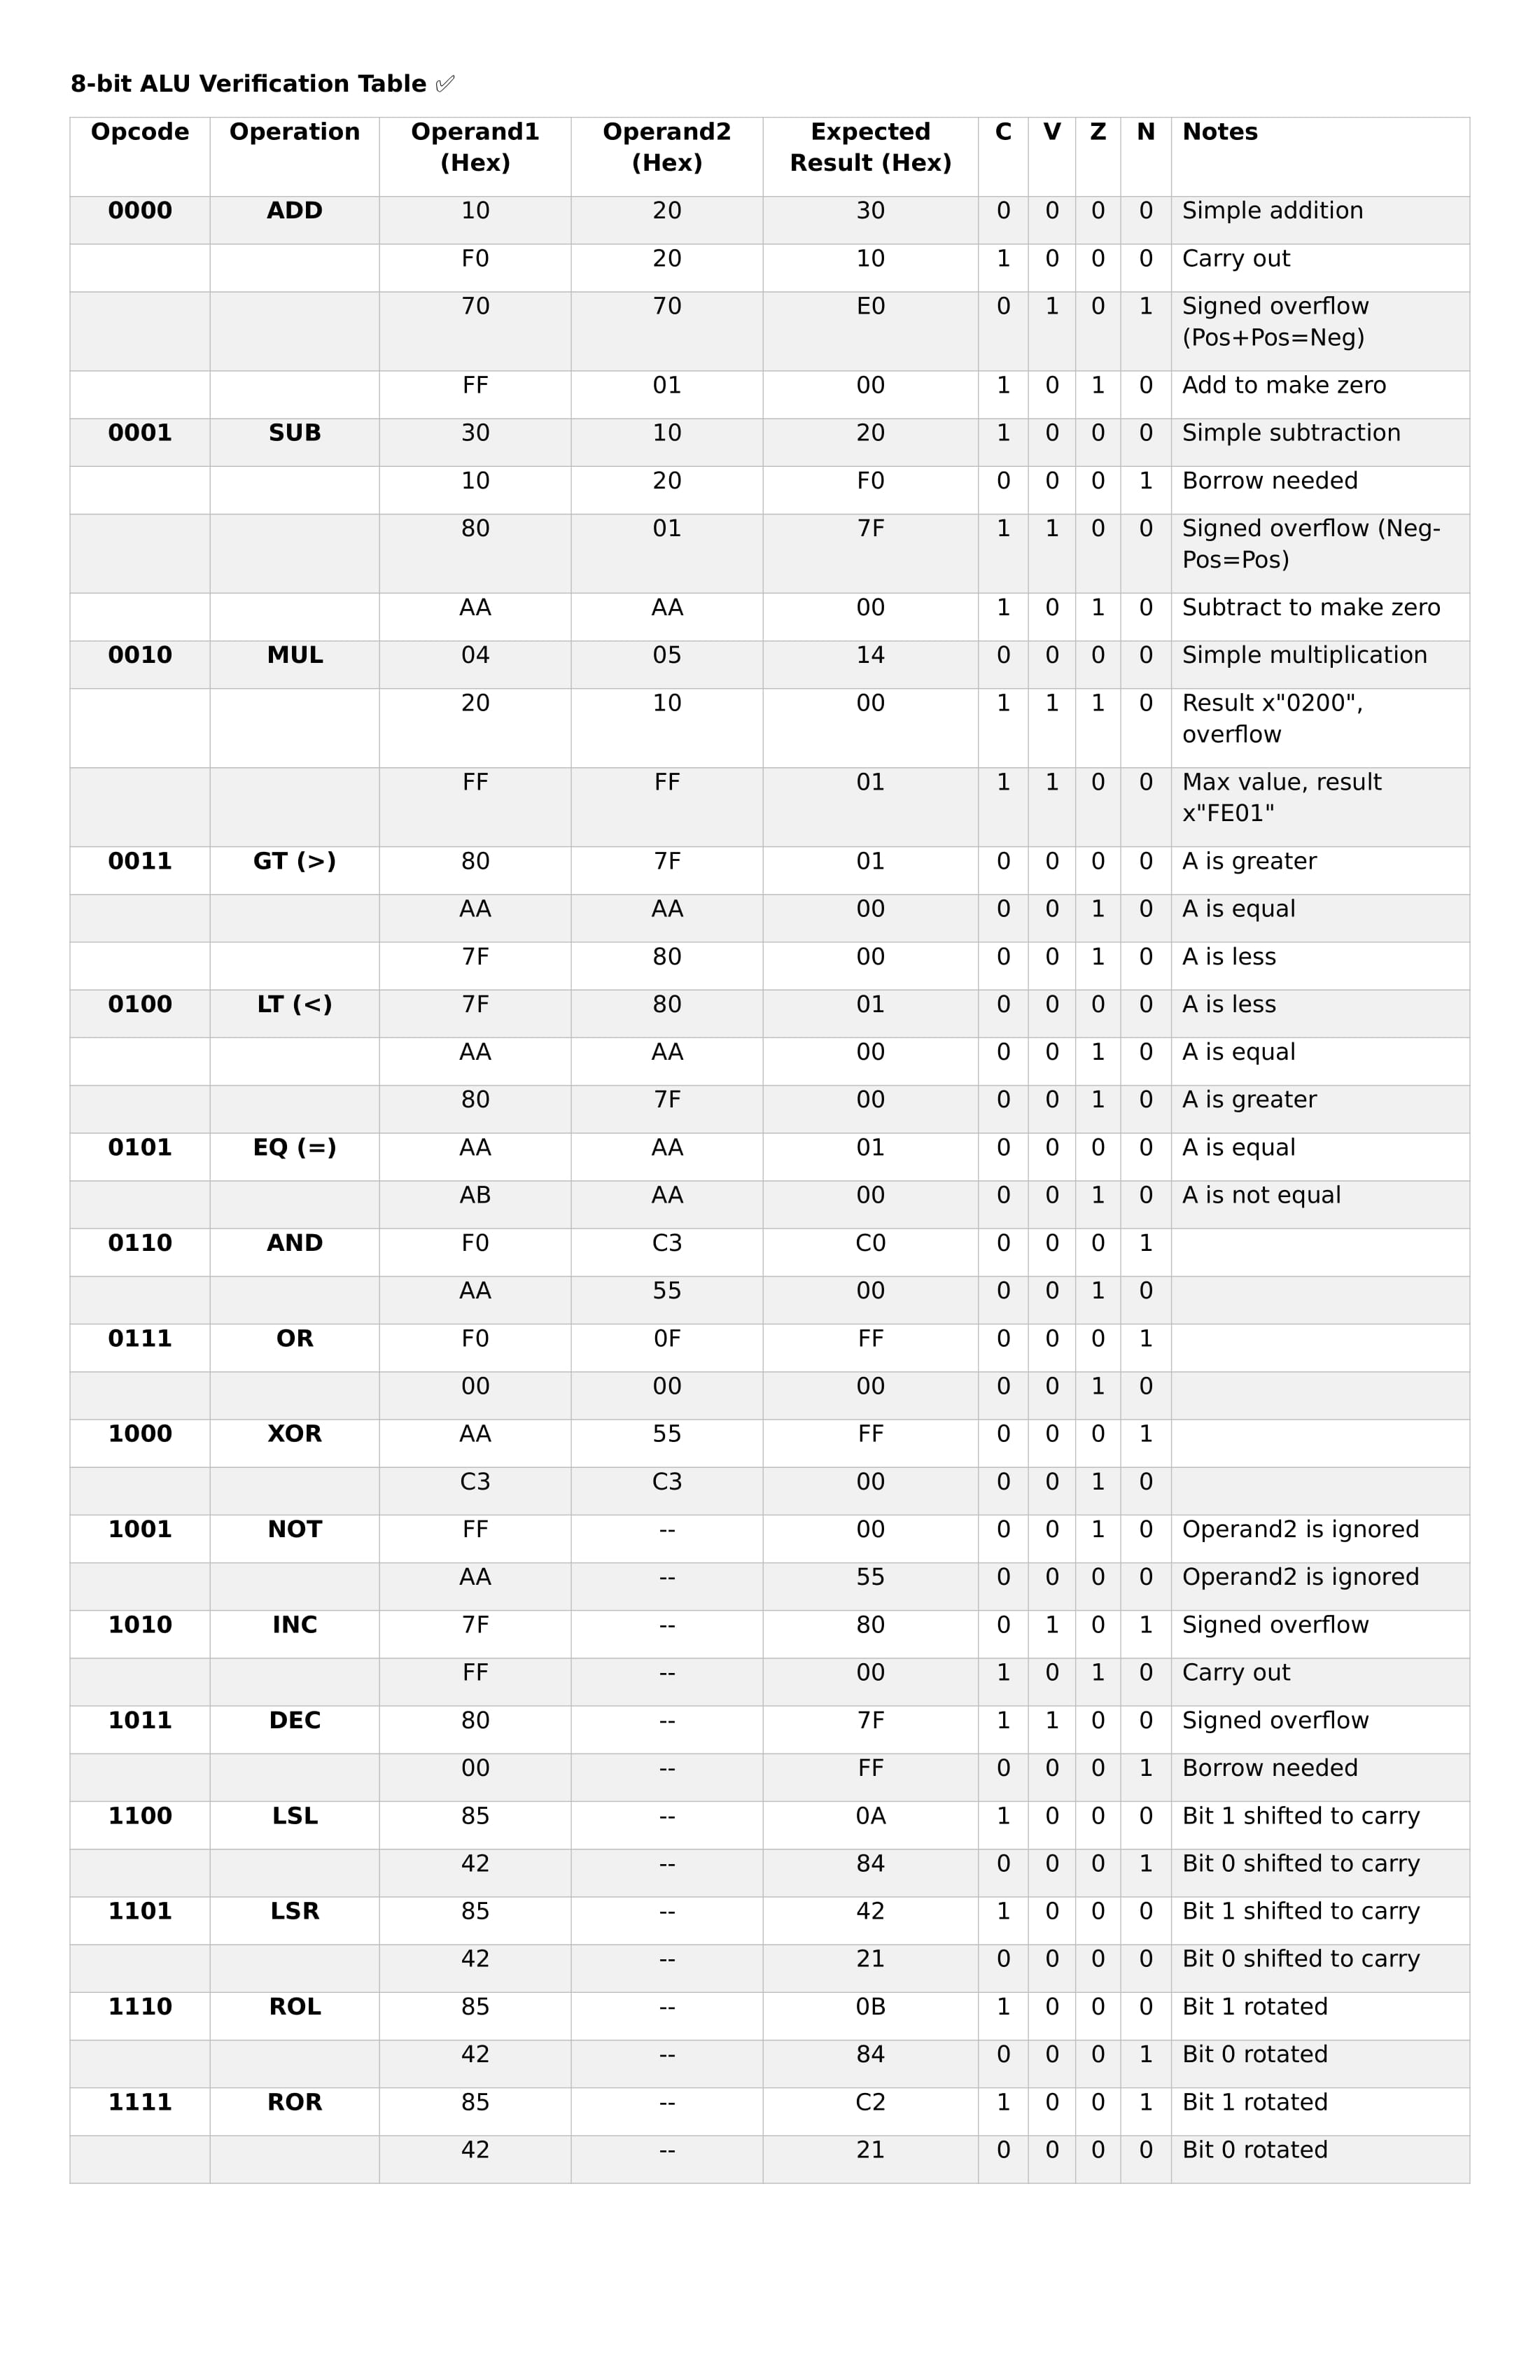 8-bit ALU Verification Table ✅
Opcode Operation Operand1 (Hex) Operand2 (Hex) Expected Result (Hex) C V Z N Notes
0000 ADD 10 20 30 0 0 0 0 Simple addition
F0 20 10 1 0 0 0 Carry out
70 70 E0 0 1 0 1 Signed overflow (Pos+Pos=Neg)
FF 01 00 1 0 1 0 Add to make zero
0001 SUB 30 10 20 1 0 0 0 Simple subtraction
10 20 F0 0 0 0 1 Borrow needed
80 01 7F 1 1 0 0 Signed overflow (Neg-Pos=Pos)
AA AA 00 1 0 1 0 Subtract to make zero
0010 MUL 04 05 14 0 0 0 0 Simple multiplication
20 10 00 1 1 1 0 Result x"0200", overflow
FF FF 01 1 1 0 0 Max value, result x"FE01"
0011 GT (>) 80 7F 01 0 0 0 0 A is greater
AA AA 00 0 0 1 0 A is equal
7F 80 00 0 0 1 0 A is less
0100 LT (<) 7F 80 01 0 0 0 0 A is less
AA AA 00 0 0 1 0 A is equal
80 7F 00 0 0 1 0 A is greater
0101 EQ (=) AA AA 01 0 0 0 0 A is equal
AB AA 00 0 0 1 0 A is not equal
0110 AND F0 C3 C0 0 0 0 1
AA 55 00 0 0 1 0
0111 OR F0 0F FF 0 0 0 1
00 00 00 0 0 1 0
1000 XOR AA 55 FF 0 0 0 1
C3 C3 00 0 0 1 0
1001 NOT FF -- 00 0 0 1 0 Operand2 is ignored
AA -- 55 0 0 0 0 Operand2 is ignored
1010 INC 7F -- 80 0 1 0 1 Signed overflow
FF -- 00 1 0 1 0 Carry out
1011 DEC 80 -- 7F 1 1 0 0 Signed overflow
00 -- FF 0 0 0 1 Borrow needed
1100 LSL 85 -- 0A 1 0 0 0 Bit 1 shifted to carry
42 -- 84 0 0 0 1 Bit 0 shifted to carry
1101 LSR 85 -- 42 1 0 0 0 Bit 1 shifted to carry
42 -- 21 0 0 0 0 Bit 0 shifted to carry
1110 ROL 85 -- 0B 1 0 0 0 Bit 1 rotated
42 -- 84 0 0 0 1 Bit 0 rotated
1111 ROR 85 -- C2 1 0 0 1 Bit 1 rotated
42 -- 21 0 0 0 0 Bit 0 rotated